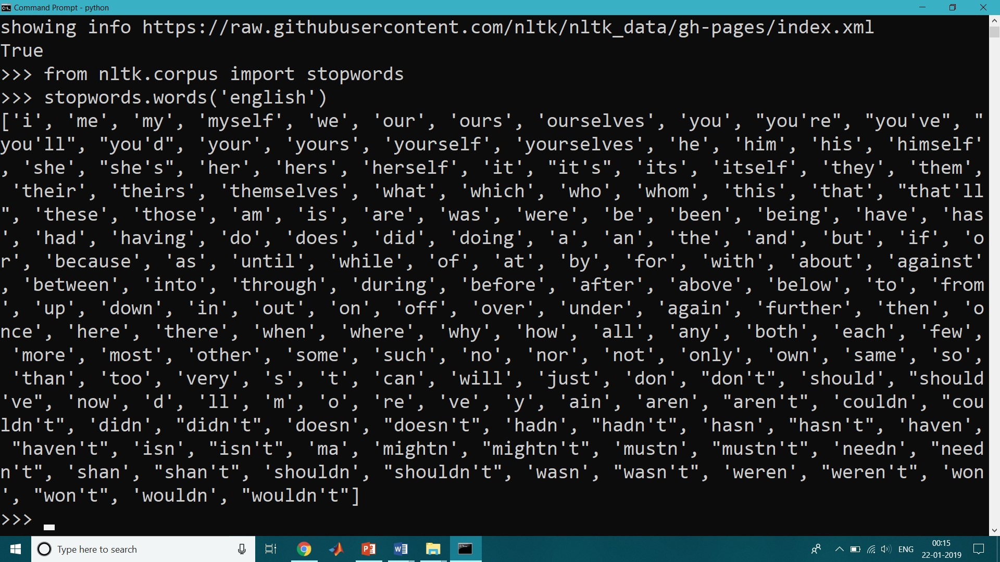 Command Prompt - python
showing info https://raw.githubusercontent.com/nltk/nltk_data/gh-pages/index.xml
True
>>> from nltk.corpus import stopwords
>>> stopwords.words('english')
['i', 'me', 'my', 'myself', 'we', 'our', 'ours', 'ourselves', 'you', "you're", "you've", "
you'll", "you'd", 'your', 'yours', 'yourself', 'yourselves', 'he', 'him', 'his', 'himself'
, 'she', "she's", 'her', 'hers', 'herself', 'it', "it's", 'its', 'itself', 'they', 'them',
 'their', 'theirs', 'themselves', 'what', 'which', 'who', 'whom', 'this', 'that', "that'll
", 'these', 'those', 'am', 'is', 'are', 'was', 'were', 'be', 'been', 'being', 'have', 'has
', 'had', 'having', 'do', 'does', 'did', 'doing', 'a', 'an', 'the', 'and', 'but', 'if', 'o
r', 'because', 'as', 'until', 'while', 'of', 'at', 'by', 'for', 'with', 'about', 'against'
, 'between', 'into', 'through', 'during', 'before', 'after', 'above', 'below', 'to', 'from
', 'up', 'down', 'in', 'out', 'on', 'off', 'over', 'under', 'again', 'further', 'then', 'o
nce', 'here', 'there', 'when', 'where', 'why', 'how', 'all', 'any', 'both', 'each', 'few',
 'more', 'most', 'other', 'some', 'such', 'no', 'nor', 'not', 'only', 'own', 'same', 'so',
 'than', 'too', 'very', 's', 't', 'can', 'will', 'just', 'don', "don't", 'should', "should
've", 'now', 'd', 'll', 'm', 'o', 're', 've', 'y', 'ain', 'aren', "aren't", 'couldn', "cou
ldn't", 'didn', "didn't", 'doesn', "doesn't", 'hadn', "hadn't", 'hasn', "hasn't", 'haven',
 "haven't", 'isn', "isn't", 'ma', 'mightn', "mightn't", 'mustn', "mustn't", 'needn', "need
n't", 'shan', "shan't", 'shouldn', "shouldn't", 'wasn', "wasn't", 'weren', "weren't", 'won
', "won't", 'wouldn', "wouldn't"]
>>>
Type here to search
ENG
00:15
22-01-2019